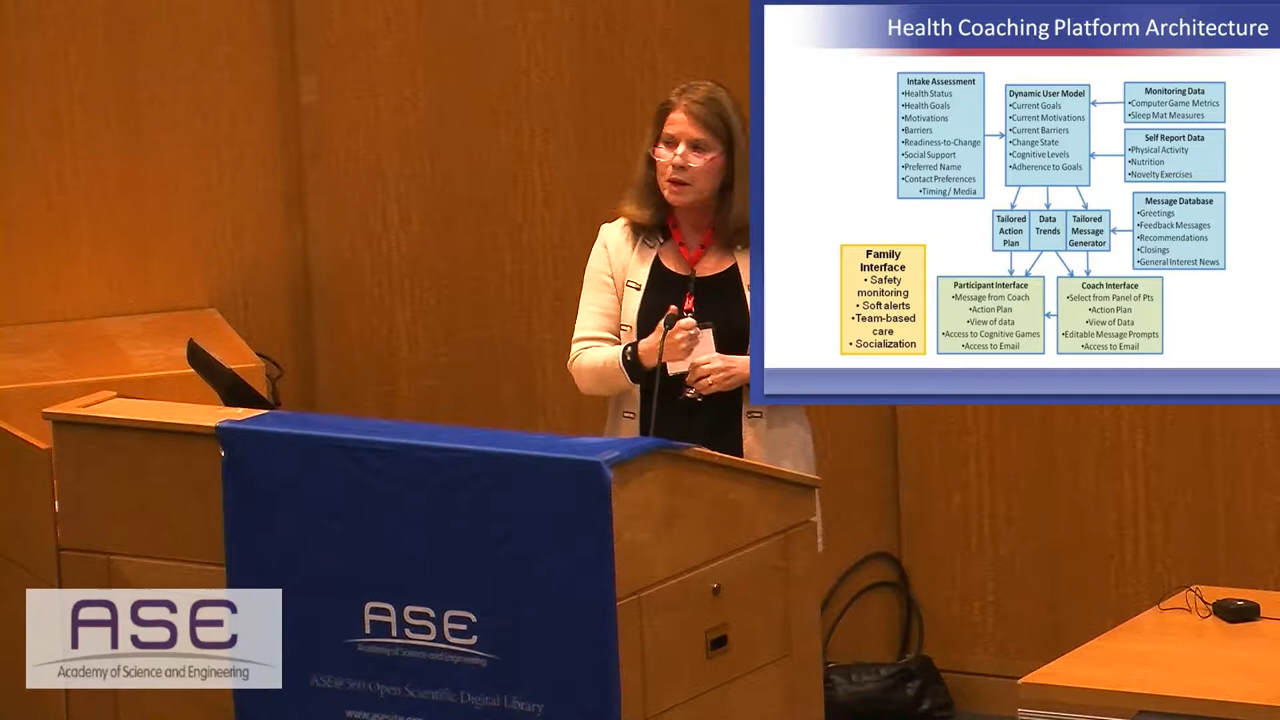 Health Coaching Platform Architecture
Intake Assessment
•Health Status
•Health Goals
•Motivations
•Barriers
•Readiness-to-Change
•Social Support
•Preferred Name
•Contact Preferences
•Timing / Media
Dynamic User Model
•Current Goals
•Current Motivations
•Current Barriers
•Change State
•Cognitive Levels
•Adherence to Goals
Monitoring Data
•Computer Game Metrics
•Sleep Mat Measures
Self Report Data
•Physical Activity
•Nutrition
•Novelty Exercises
Message Database
•Greetings
•Feedback Messages
•Recommendations
•Closings
•General Interest News
Tailored
Action
Plan
Data
Trends
Tailored
Message
Generator
Family
Interface
• Safety
monitoring
• Soft alerts
•Team-based
care
• Socialization
Participant Interface
•Message from Coach
•Action Plan
•View of data
•Access to Cognitive Games
•Access to Email
Coach Interface
•Select from Panel of Pts
•Action Plan
•View of Data
•Editable Message Prompts
•Access to Email
ASE
Academy of Science and Engineering
ASE
Academy of Science and Engineering
ASE@360 Open Scientific Digital Library